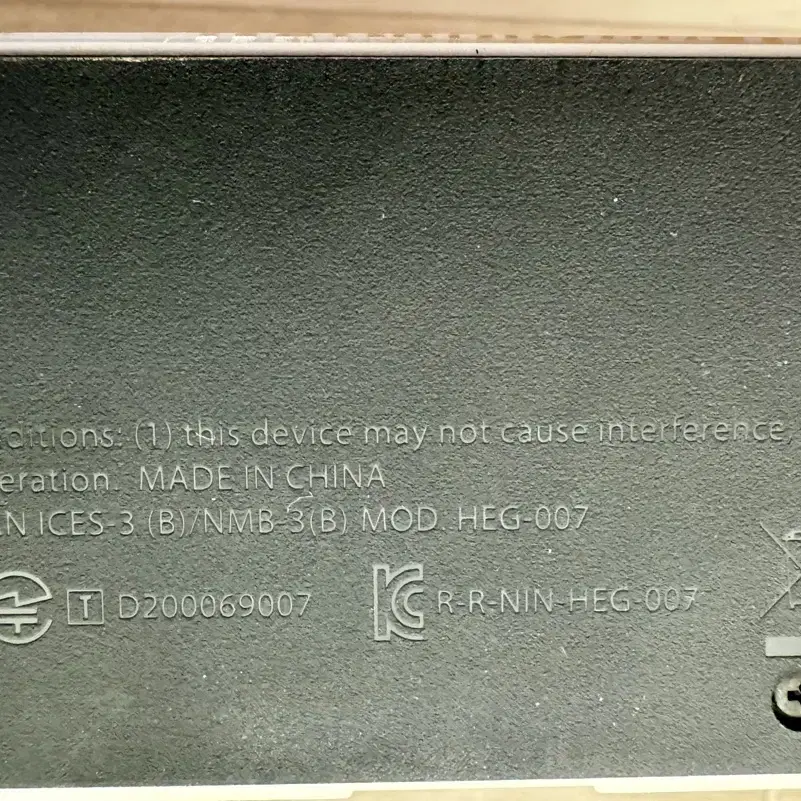 ditions: (1) this device may not cause interference,
eration. MADE IN CHINA
N ICES-3 (B)/NMB-3(B) MOD. HEG-007
T D200069007 KC R-R-NIN-HEG-007